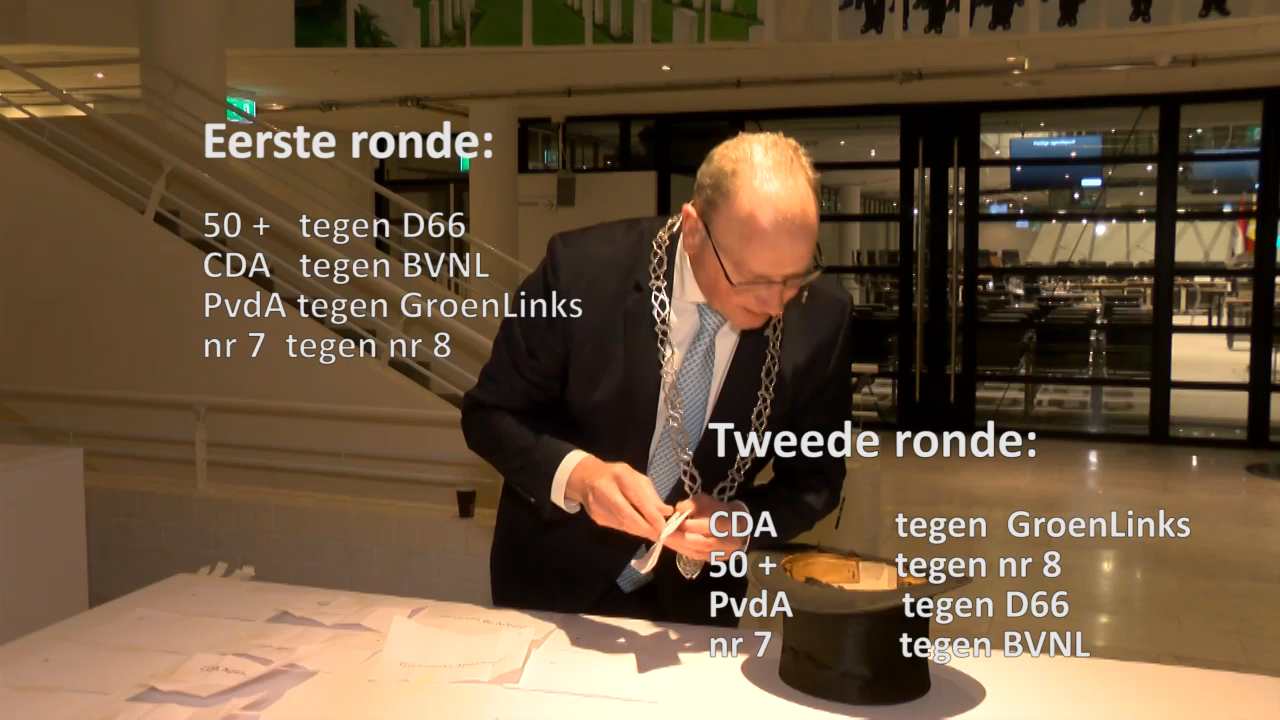 Eerste ronde:
50 + tegen D66
CDA tegen BVNL
PvdA tegen GroenLinks
nr 7 tegen nr 8
Tweede ronde:
CDA tegen GroenLinks
50 + tegen nr 8
PvdA tegen D66
nr 7 tegen BVNL